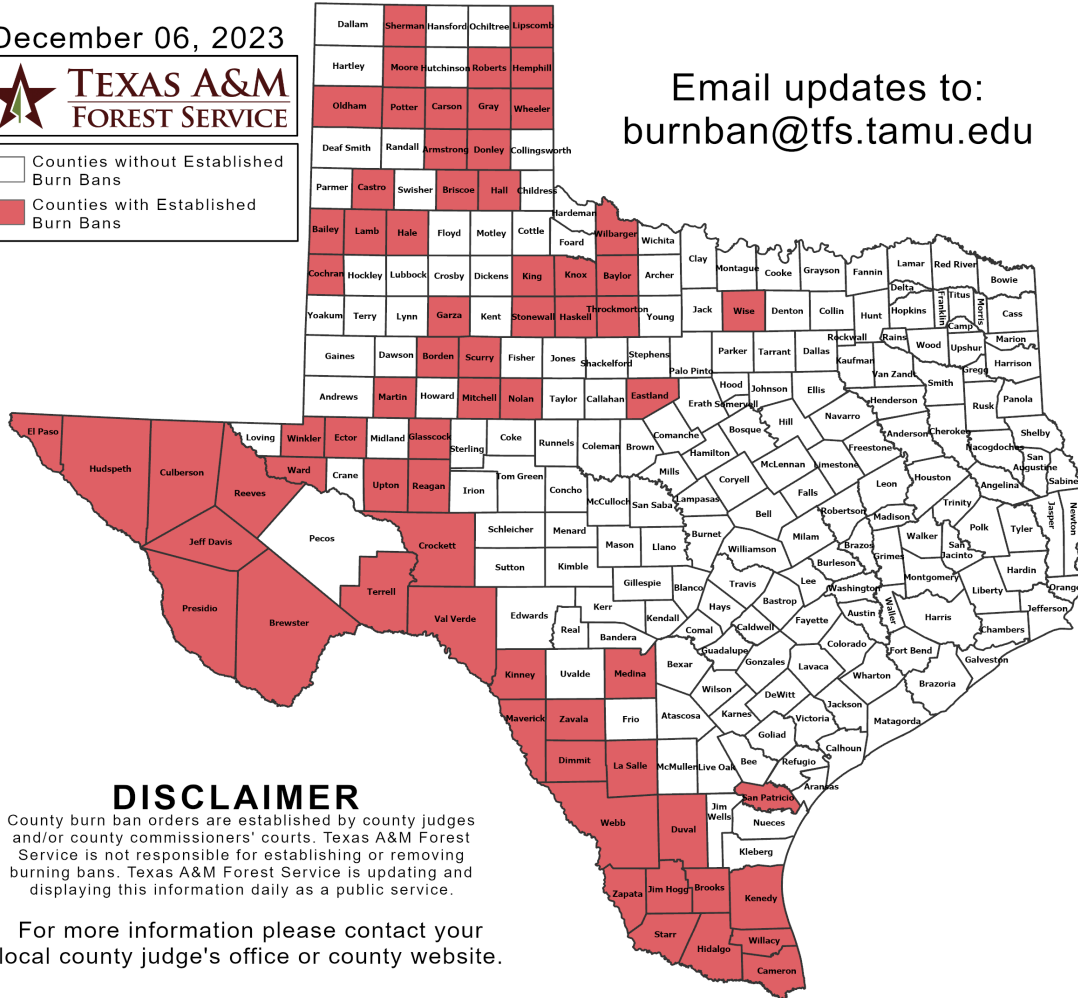 December 06, 2023
TEXAS A&M
FOREST SERVICE
Counties without Established
Burn Bans
Counties with Established
Burn Bans
Email updates to:
burnban@tfs.tamu.edu
Dallam Sherman Hansford Ochiltree Lipscomb
Hartley Moore Hutchinson Roberts Hemphill
Oldham Potter Carson Gray Wheeler
Deaf Smith Randall Armstrong Donley Collingsworth
Parmer Castro Swisher Briscoe Hall Childress
Hardeman
Bailey Lamb Hale Floyd Motley Cottle Foard Wilbarger Wichita
Clay Montague Cooke Grayson Fannin Lamar Red River Bowie
Cochran Hockley Lubbock Crosby Dickens King Knox Baylor Archer
Delta Franklin Titus Morris Cass
Yoakum Terry Lynn Garza Kent Stonewall Haskell Throckmorton Young Jack Wise Denton Collin Hunt Hopkins
Camp
Rockwall Rains Wood Upshur Marion
Gaines Dawson Borden Scurry Fisher Jones Shackelford Stephens Palo Pinto Parker Tarrant Dallas Kaufman Van Zandt Gregg Harrison
Smith
Andrews Martin Howard Mitchell Nolan Taylor Callahan Eastland Erath Hood Somervell Johnson Ellis Henderson Rusk Panola
El Paso Hudspeth Culberson Reeves Loving Winkler Ector Midland Glasscock Sterling Coke Runnels Coleman Brown Comanche Bosque Hill Navarro
Hamilton Freestone Anderson Cherokee Nacogdoches Shelby
San
Augustine
Sabine
Ward Crane Upton Reagan Irion Tom Green Concho McCulloch San Saba Mills Lampasas Coryell McLennan Limestone Falls Leon Houston Angelina
Trinity Jasper Newton
Jeff Davis Pecos Crockett Schleicher Menard Mason Llano Burnet Bell Milam Robertson Madison Walker Polk Tyler
San
Jacinto
Sutton Kimble Williamson Brazos Grimes Burleson Hardin
Presidio Brewster Terrell Val Verde Edwards Kerr Gillespie Blanco Travis Lee Washington Montgomery Liberty Orange
Real Bandera Kendall Hays Bastrop Austin Waller Harris Jefferson
Comal Caldwell Fayette Chambers
Kinney Uvalde Medina Bexar Guadalupe Gonzales Lavaca Colorado Fort Bend Galveston
Wilson Wharton Brazoria
Maverick Zavala Frio Atascosa Karnes DeWitt Victoria Jackson Matagorda
Goliad
Dimmit La Salle McMullen Live Oak Bee Refugio Calhoun
Aransas
Webb Duval
Jim
Wells
San Patricio
Nueces
Kleberg
Zapata Jim Hogg Brooks Kenedy
Starr Hidalgo Willacy
Cameron
DISCLAIMER
County burn ban orders are established by county judges
and/or county commissioners' courts. Texas A&M Forest
Service is not responsible for establishing or removing
burning bans. Texas A&M Forest Service is updating and
displaying this information daily as a public service.
For more information please contact your
local county judge's office or county website.